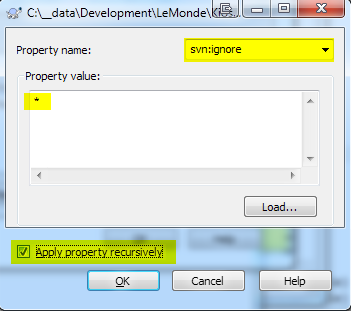 C:\__data\Development\LeMonde\
Property name:
svn:ignore
Property value:
*
Load...
Apply property recursively
OK
Cancel
Help